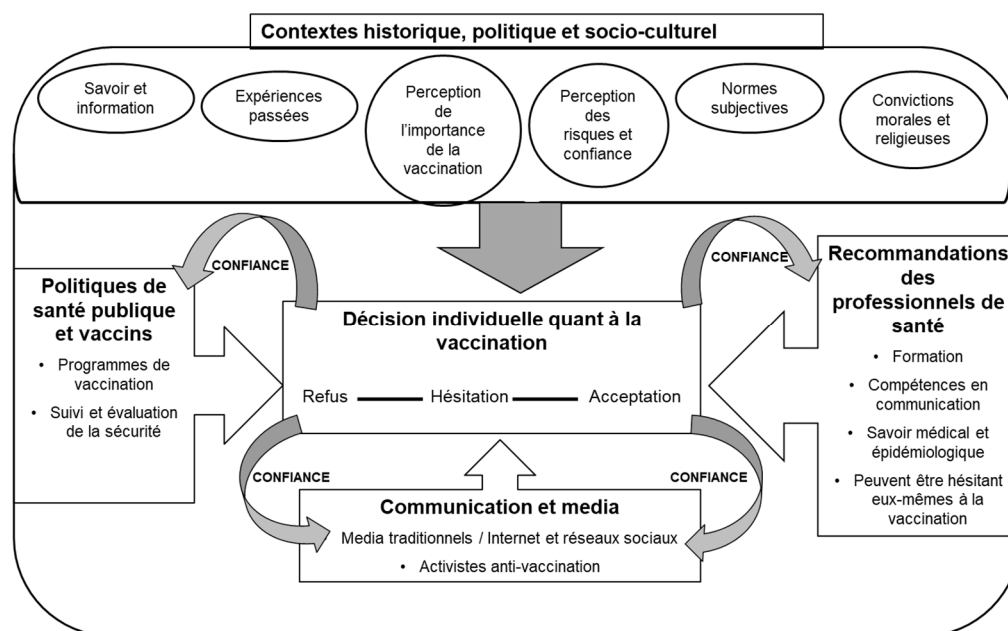 Contextes historique, politique et socio-culturel
Savoir et
information
Expériences
passées
Perception
de
l'importance
de la
vaccination
Perception
des
risques et
confiance
Normes
subjectives
Convictions
morales et
religieuses
CONFIANCE
CONFIANCE
Politiques de
santé publique
et vaccins
• Programmes de
vaccination
• Suivi et évaluation
de la sécurité
Décision individuelle quant à la
vaccination
Refus
Hésitation
Acceptation
Recommandations
des
professionnels de
santé
• Formation
• Compétences en
communication
• Savoir médical et
épidémiologique
• Peuvent être hésitant
eux-mêmes à la
vaccination
CONFIANCE
CONFIANCE
Communication et media
Media traditionnels / Internet et réseaux sociaux
• Activistes anti-vaccination